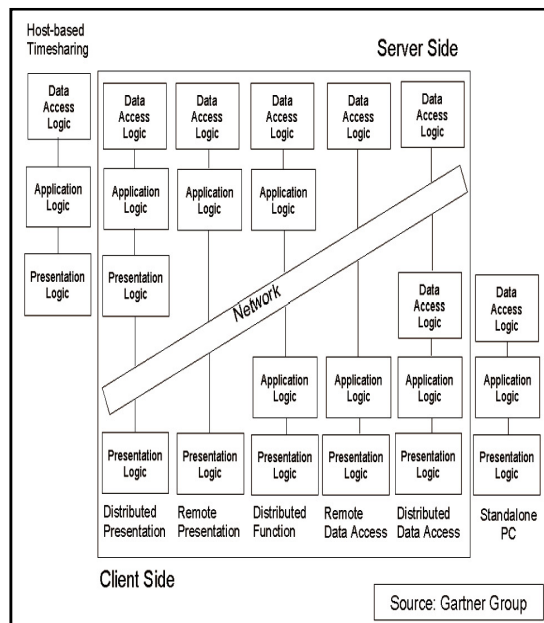 Host-based
Timesharing
Server Side
Data
Access
Logic
Data
Access
Logic
Data
Access
Logic
Data
Access
Logic
Data
Access
Logic
Data
Access
Logic
Application
Logic
Application
Logic
Application
Logic
Application
Logic
Presentation
Logic
Presentation
Logic
Network
Data
Access
Logic
Data
Access
Logic
Application
Logic
Application
Logic
Application
Logic
Application
Logic
Presentation
Logic
Presentation
Logic
Presentation
Logic
Presentation
Logic
Presentation
Logic
Presentation
Logic
Distributed
Presentation
Remote
Presentation
Distributed
Function
Remote
Data Access
Distributed
Data Access
Standalone
PC
Client Side
Source: Gartner Group